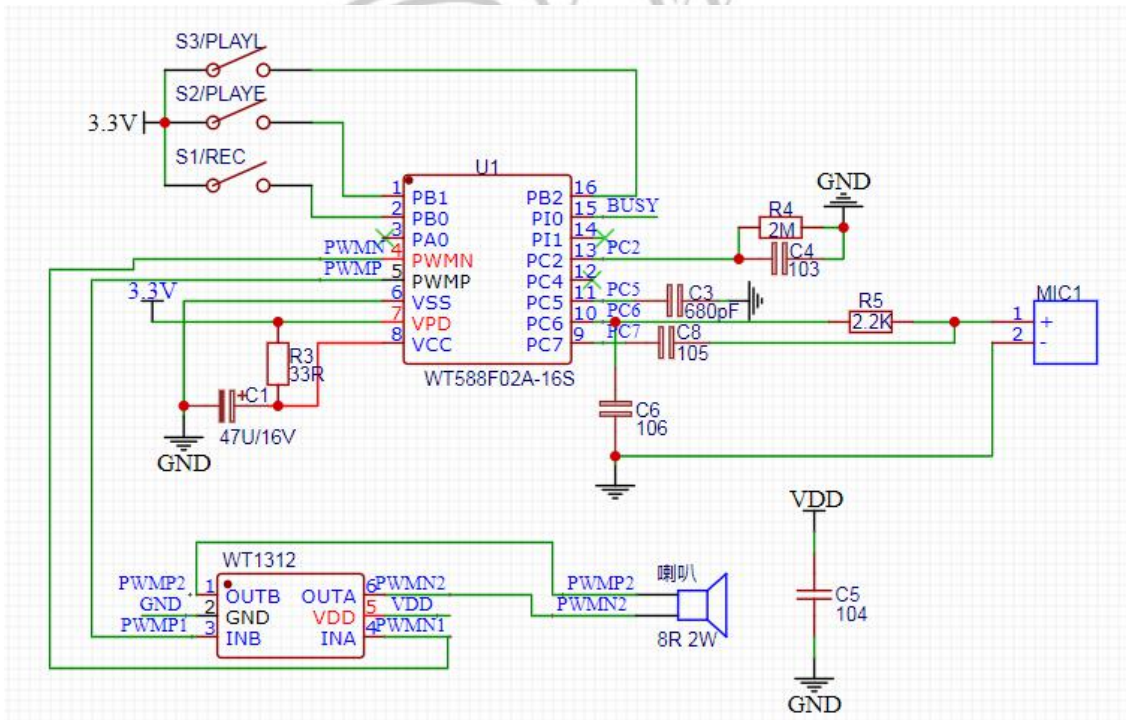 S3/PLAYL
S2/PLAYE
3.3V
S1/REC
U1
1 PB1
2 PB0
3 PA0
PWMN 4 PWMN
PWMP 5 PWMP
6 VSS
3.3V 7 VPD
8 VCC
PB2 16
PI0 15 BUSY
PI1 14
PC2 13 PC2
PC4 12
PC5 11 PC5
PC6 10 PC6
PC7 9 PC7
WT588F02A-16S
GND
R4
2M
C4
103
C3
680pF
C8
105
R5
2.2K
MIC1
1 +
2 -
R3
33R
+C1
47U/16V
GND
C6
106
WT1312
PWMP2 1 OUTB
GND 2 GND
PWMP1 3 INB
OUTA 6 PWMN2
VDD 5 VDD
INA 4 PWMN1
PWMP2
PWMN2
喇叭
8R 2W
VDD
C5
104
GND